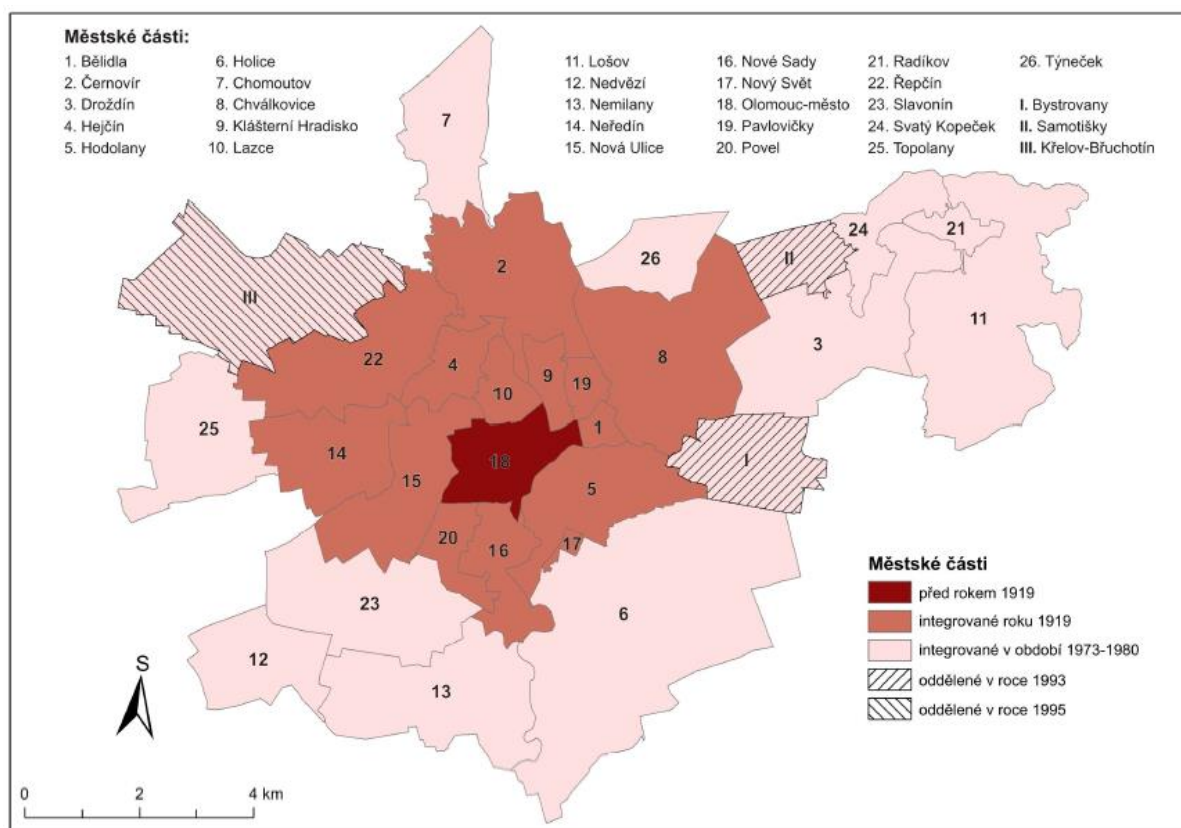 Městské části:
1. Bělidla
2. Černovír
3. Droždín
4. Hejčín
5. Hodolany
6. Holice
7. Chomoutov
8. Chválkovice
9. Klášterní Hradisko
10. Lazce
11. Lošov
12. Nedvězí
13. Nemilany
14. Neředín
15. Nová Ulice
16. Nové Sady
17. Nový Svět
18. Olomouc-město
19. Pavlovičky
20. Povel
21. Radíkov
22. Řepčín
23. Slavonín
24. Svatý Kopeček
25. Topolany
26. Týneček
I. Bystrovany
II. Samotišky
III. Křelov-Břuchotín
7
2
26
II
24
21
III
22
4
10
9
19
8
3
11
25
14
15
18
1
5
I
20
16
17
23
6
12
13
Městské části
před rokem 1919
integrované roku 1919
integrované v období 1973-1980
oddělené v roce 1993
oddělené v roce 1995
S
0 2 4 km